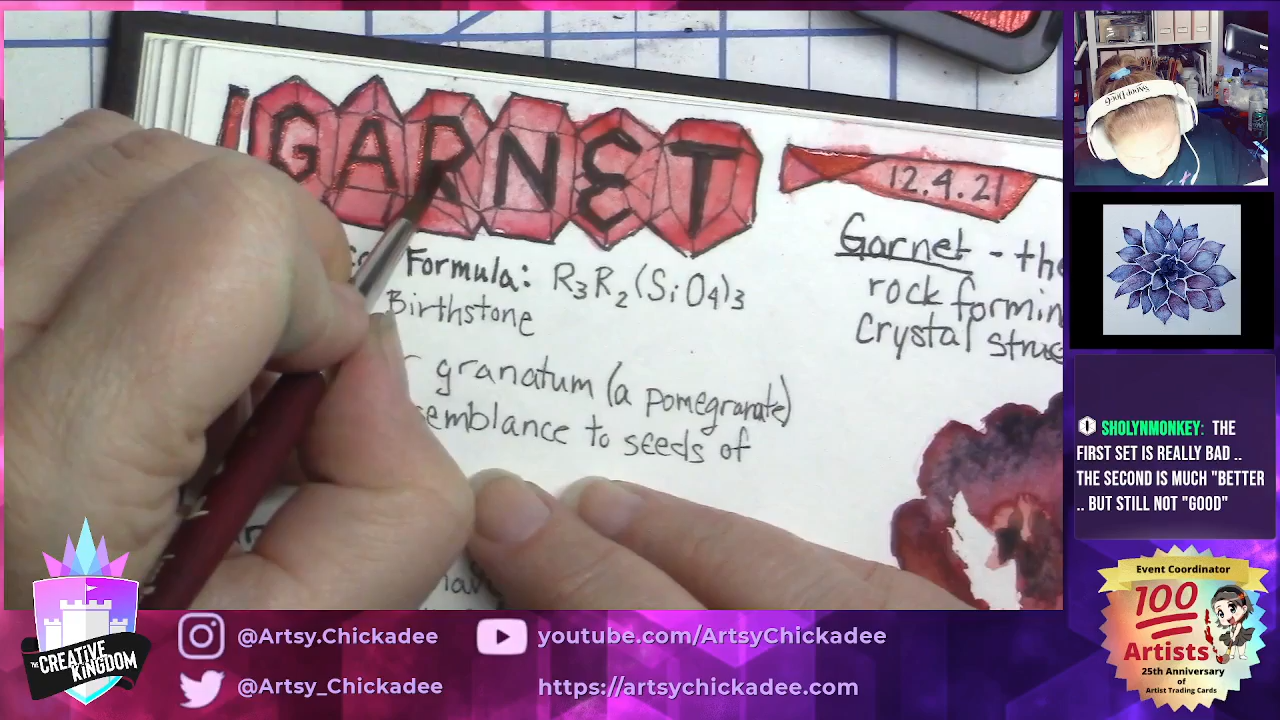 GARNET
12.4.21
Formula: R3R2(SiO4)3
Birthstone
granatum (a pomegranate)
semblance to seeds of
Garnet - the
rock formin
Crystal struc
SHOLYNMONKEY: THE
FIRST SET IS REALLY BAD ..
THE SECOND IS MUCH "BETTER
.. BUT STILL NOT "GOOD"
THE CREATIVE
KINGDOM
@Artsy.Chickadee
youtube.com/ArtsyChickadee
@Artsy_Chickadee
https://artsychickadee.com
Event Coordinator
100
Artists
25th Anniversary
of
Artist Trading Cards